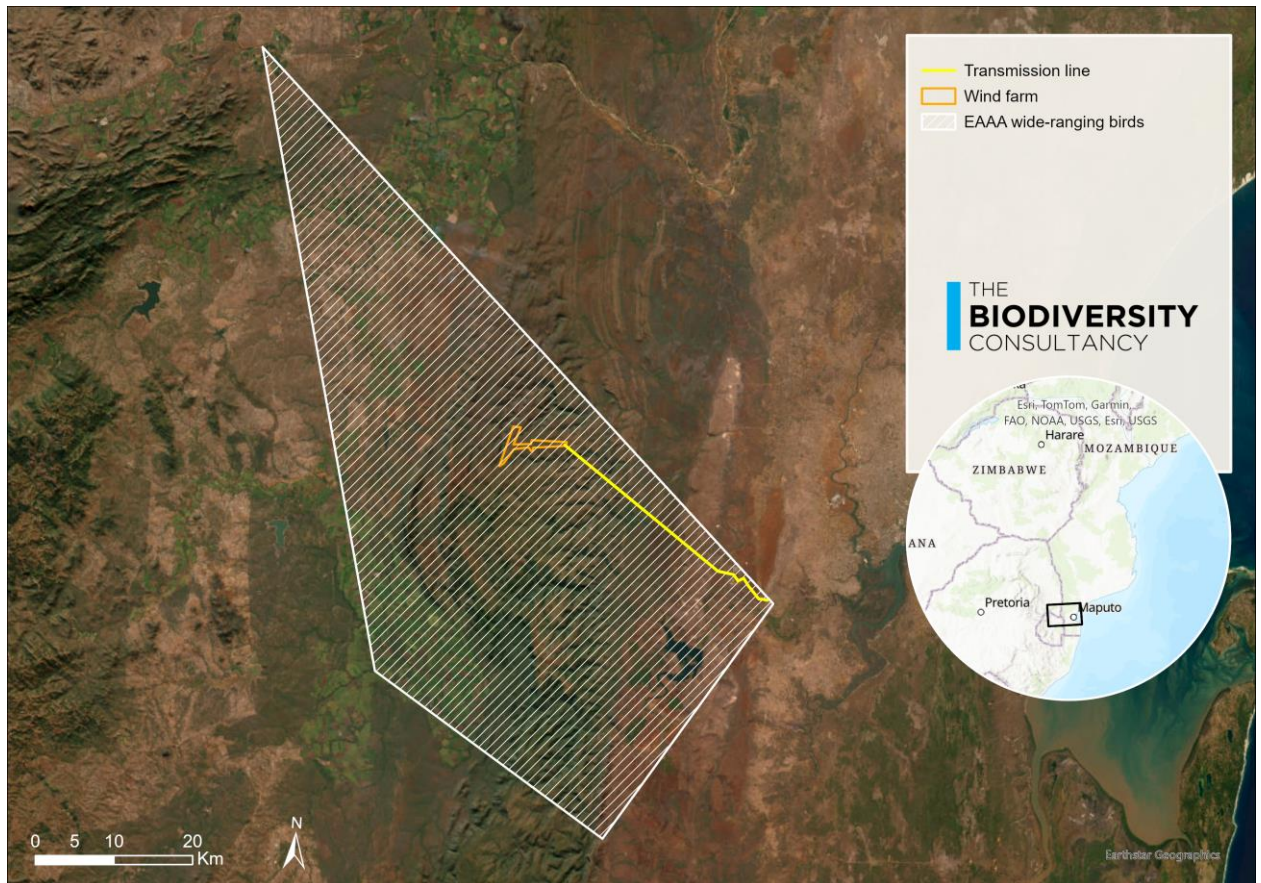 Transmission line
Wind farm
EAAA wide-ranging birds
THE
BIODIVERSITY
CONSULTANCY
Esri, TomTom, Garmin,
FAO, NOAA, USGS, Esri, USGS
Harare
MOZAMBIQUE
ZIMBABWE
ANA
Pretoria
Maputo
0 5 10 20
Km
N
Earthstar Geographics